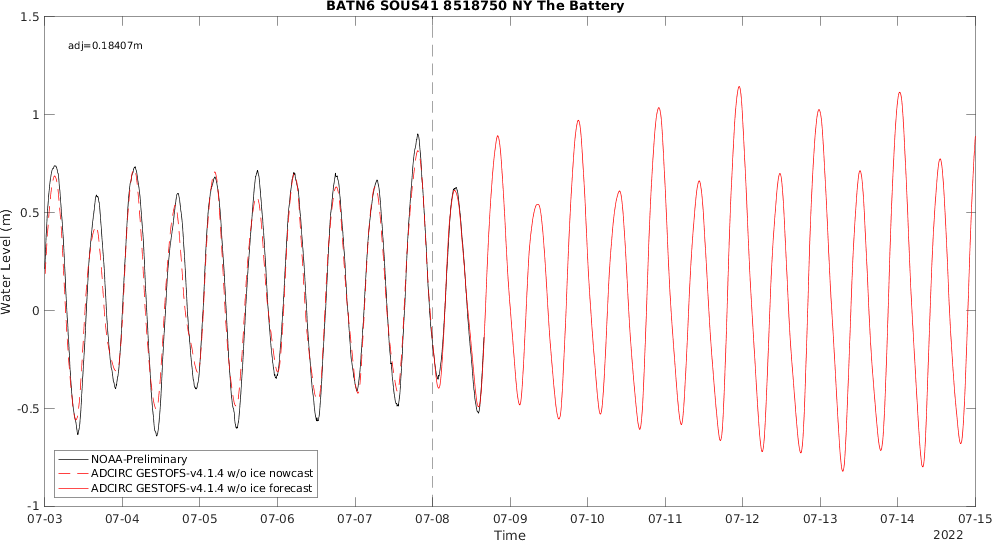 BATN6 SOUS41 8518750 NY The Battery
adj=0.18407m
1.5
1
0.5
0
-0.5
-1
Water Level (m)
NOAA-Preliminary
ADCIRC GESTOFS-v4.1.4 w/o ice nowcast
ADCIRC GESTOFS-v4.1.4 w/o ice forecast
07-03 07-04 07-05 07-06 07-07 07-08 07-09 07-10 07-11 07-12 07-13 07-14 07-15
Time
2022